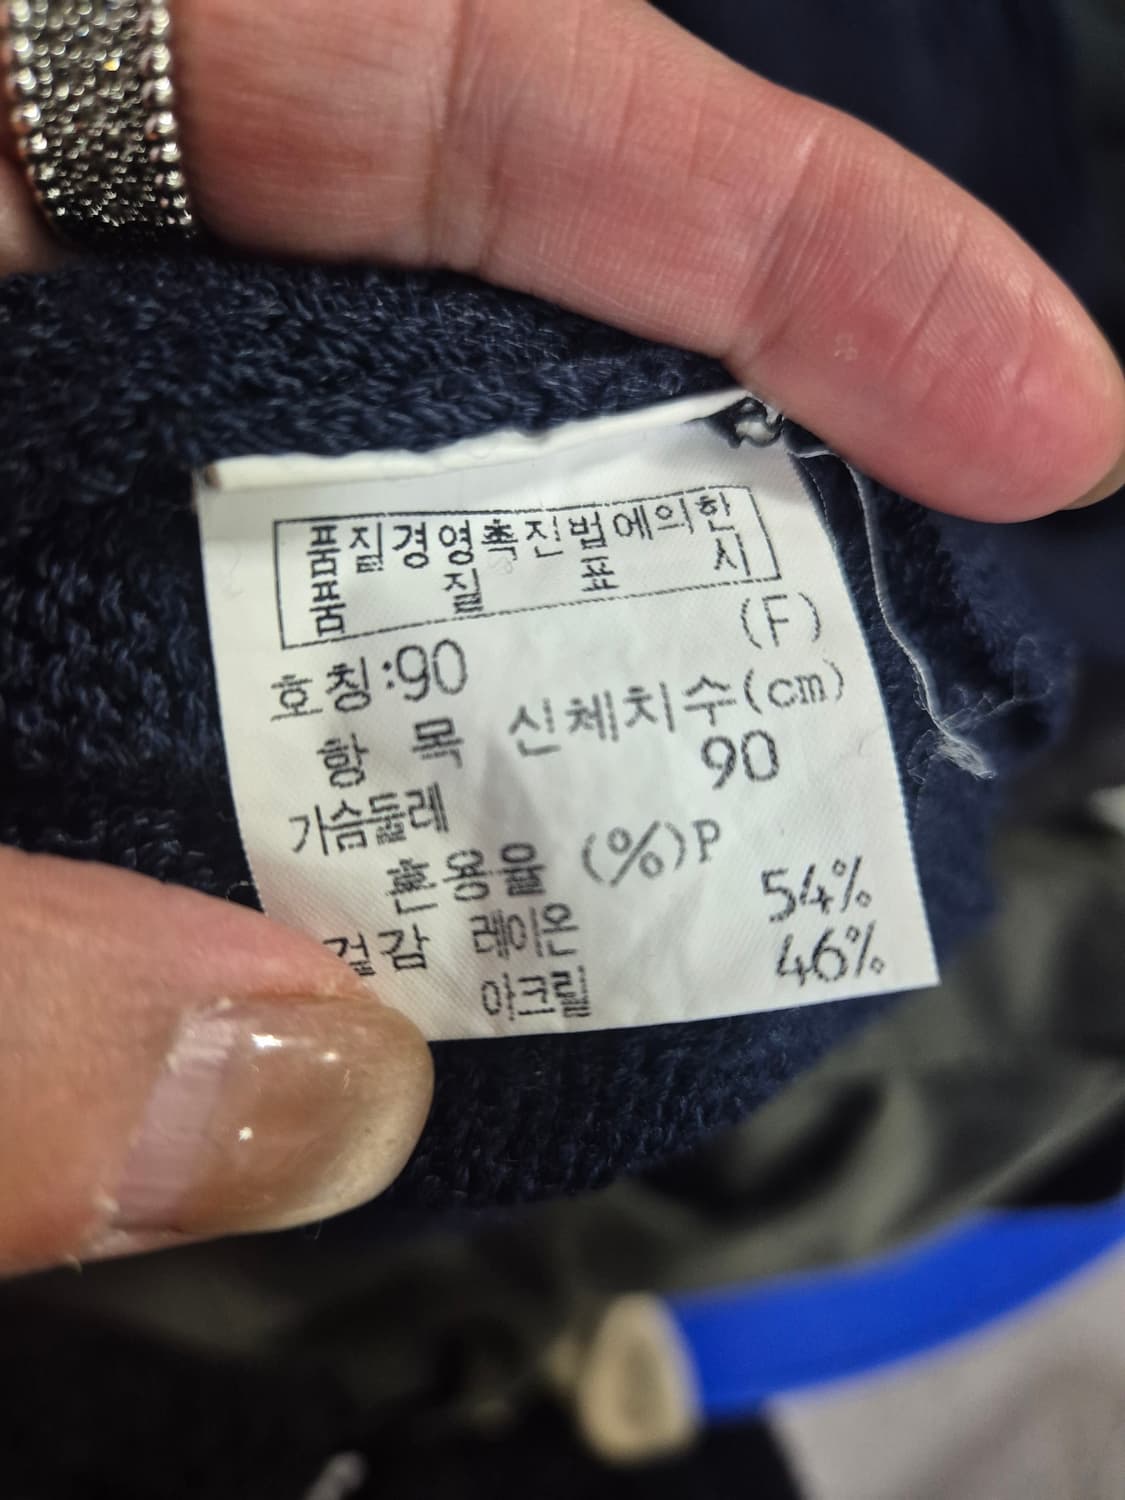 품질경영촉진법에의한
품 질 표 시
(F)
호칭:90
항 목 신체치수(cm)
가슴둘레 90
혼용율 (%)P
겉감 레이온 54%
아크릴 46%